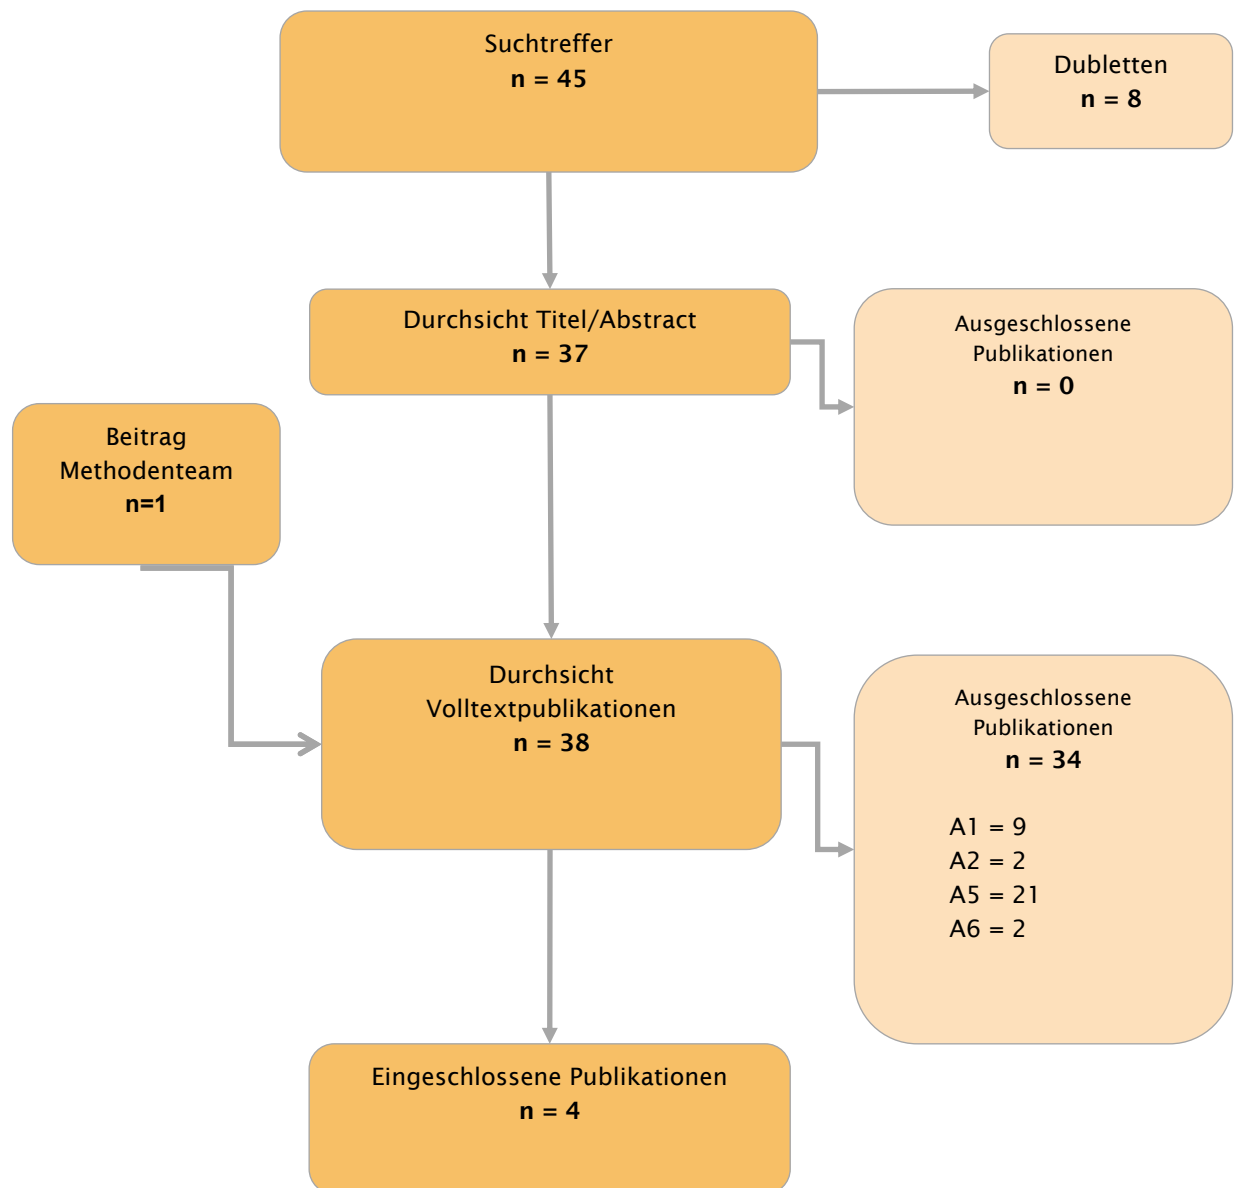 Suchtreffer
n = 45
Dubletten
n = 8
Durchsicht Titel/Abstract
n = 37
Ausgeschlossene
Publikationen
n = 0
Beitrag
Methodenteam
n=1
Durchsicht
Volltextpublikationen
n = 38
Ausgeschlossene
Publikationen
n = 34
A1 = 9
A2 = 2
A5 = 21
A6 = 2
Eingeschlossene Publikationen
n = 4